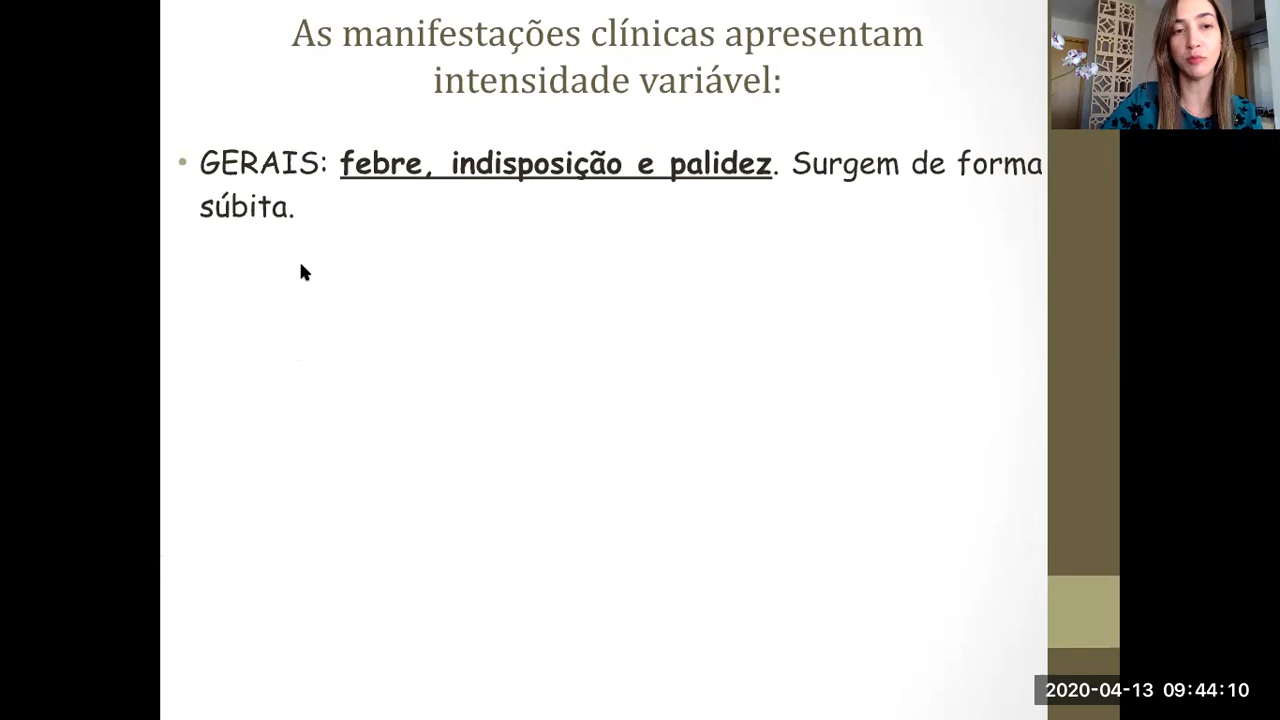 As manifestações clínicas apresentam
intensidade variável:
• GERAIS: febre, indisposição e palidez. Surgem de forma
súbita.
2020-04-13 09:44:10